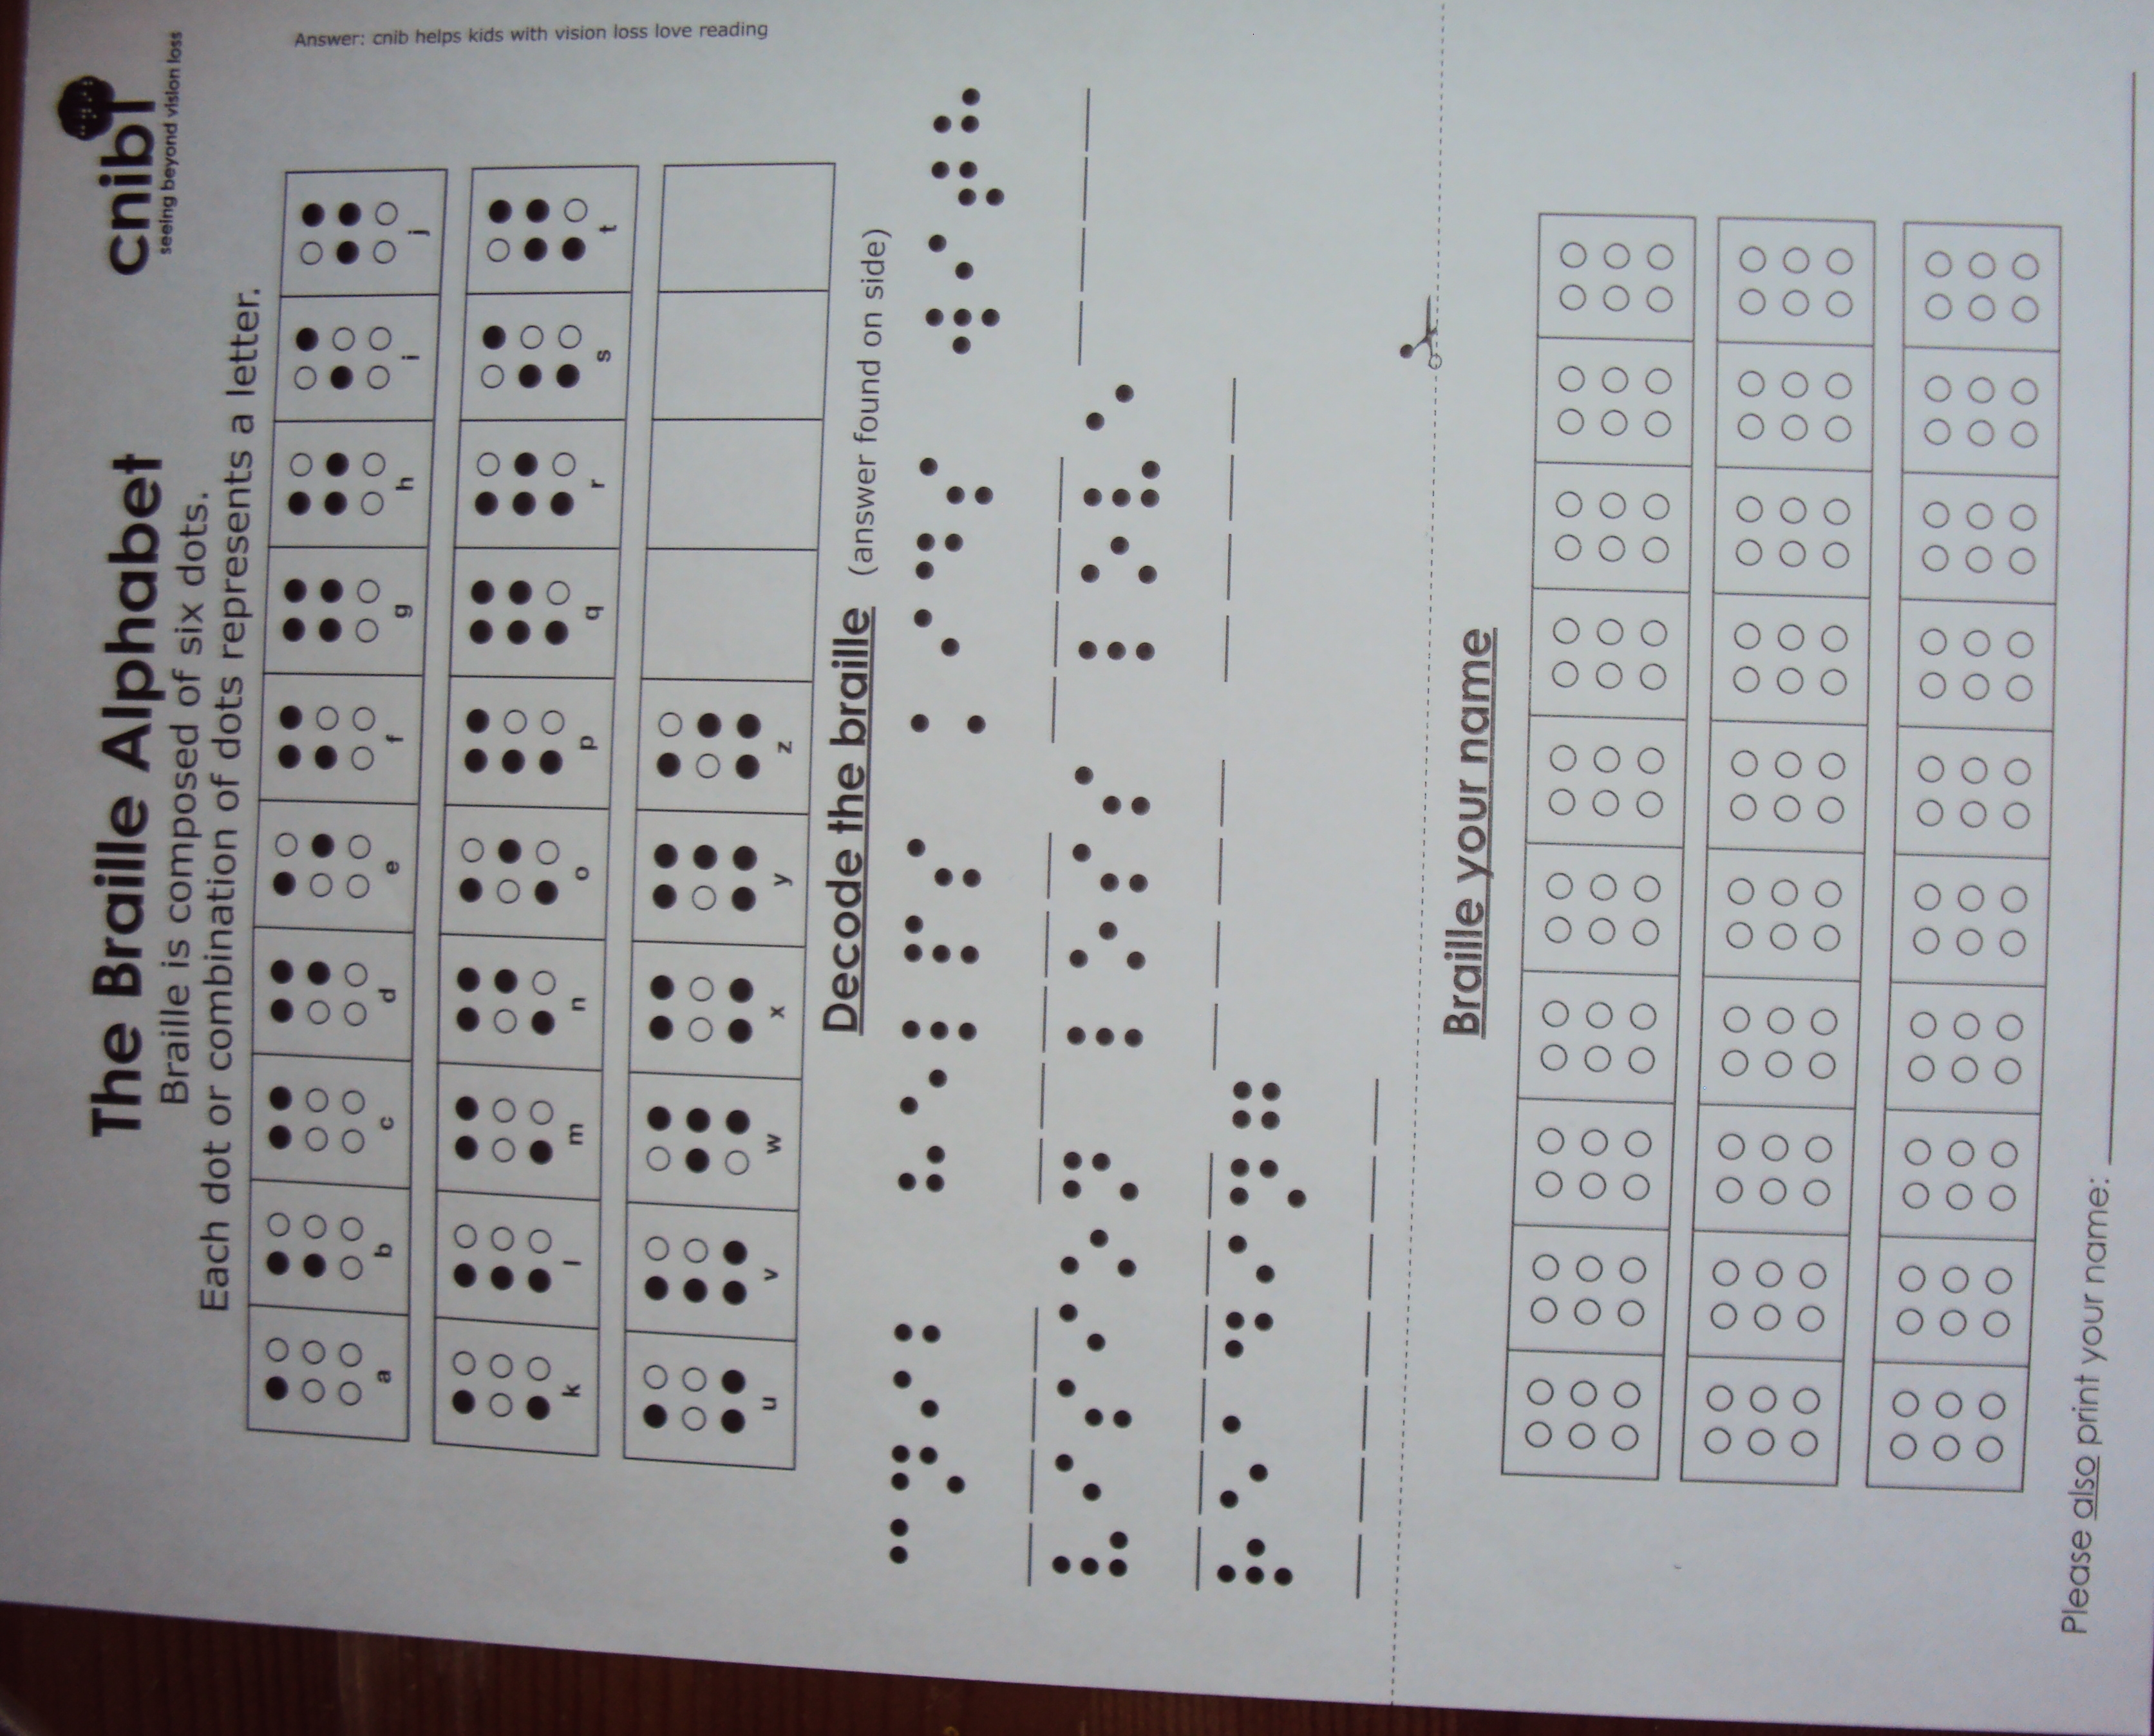 The Braille Alphabet
cnib
seeing beyond vision loss
Braille is composed of six dots.
Each dot or combination of dots represents a letter.
a b c d e f g h i j
k l m n o p q r s t
u v w x y z
Decode the braille (answer found on side)
⠉⠝⠊⠃ ⠓⠑⠇⠏⠎ ⠅⠊⠙⠎ ⠺⠊⠞⠓
⠧⠊⠎⠊⠕⠝ ⠇⠕⠎⠎ ⠇⠕⠧⠑
⠗⠑⠁⠙⠊⠝⠛
Answer: cnib helps kids with vision loss love reading
Braille your name
Please also print your name: